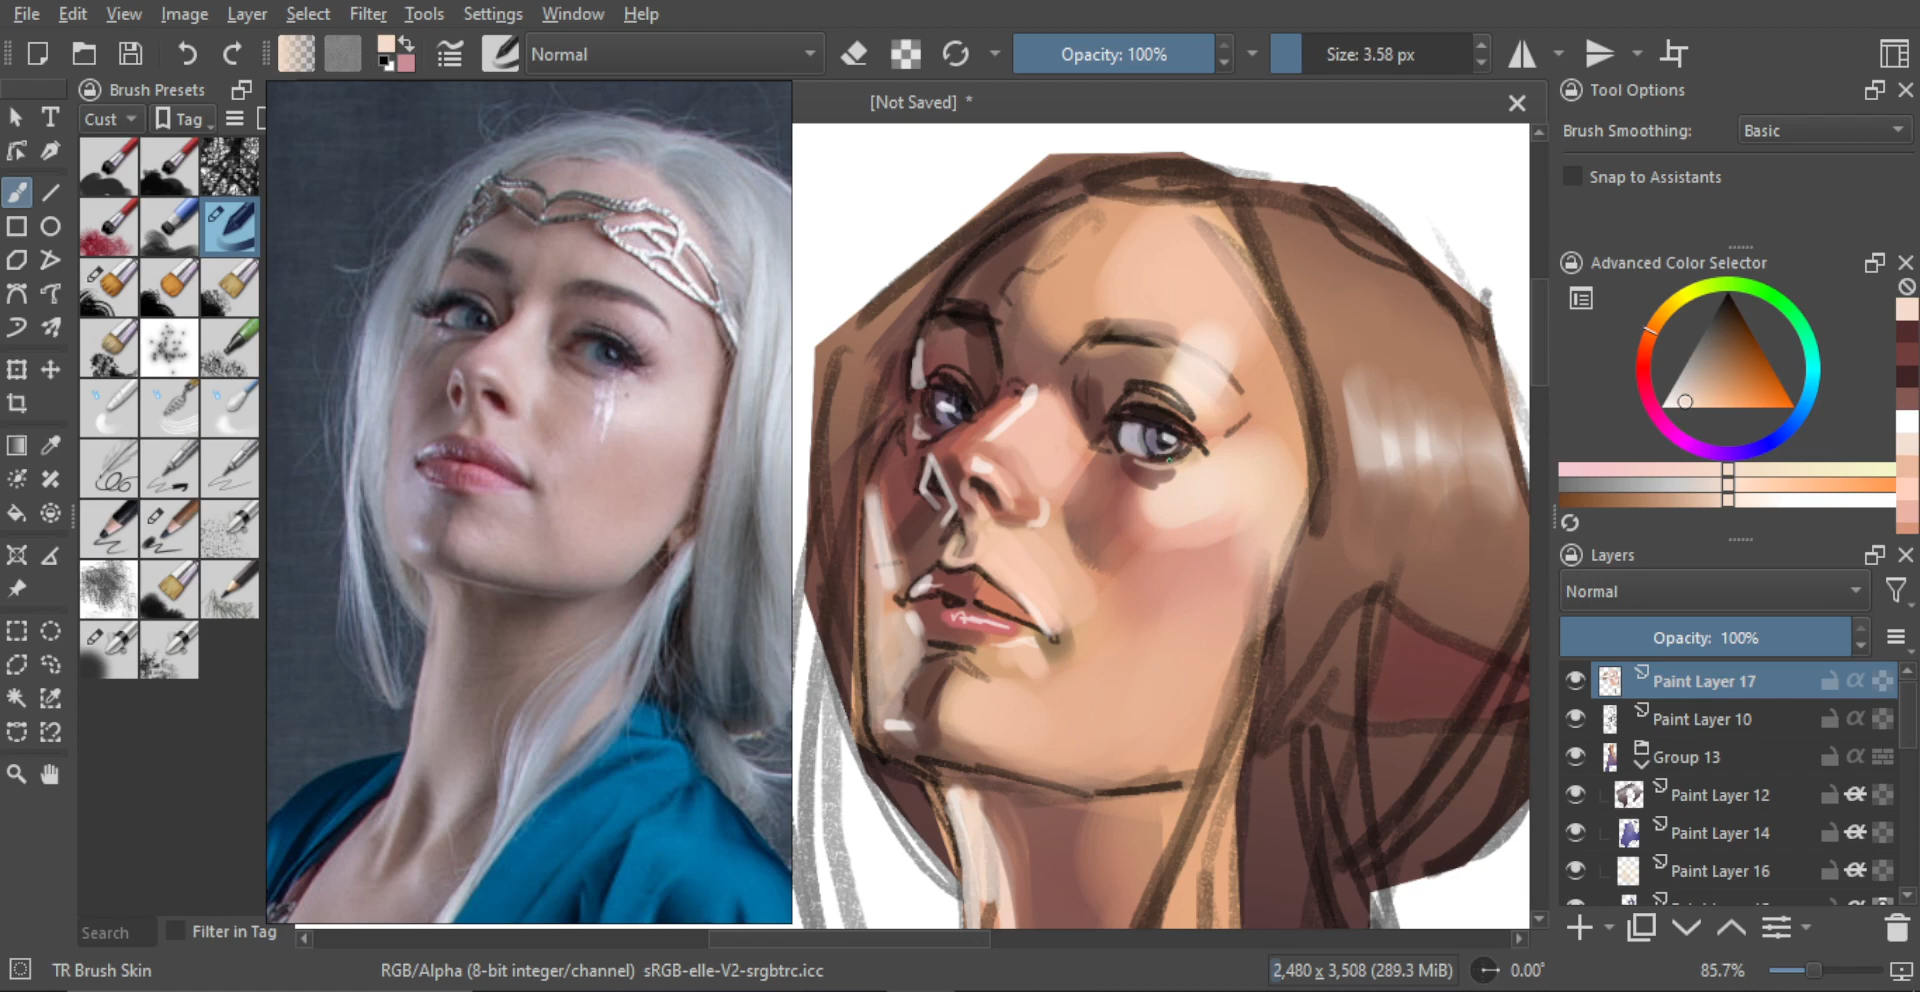 File Edit View Image Layer Select Filter Tools Settings Window Help
Normal Opacity: 100% Size: 3.58 px
Brush Presets
[Not Saved] *
Tool Options
Cust Tag
Brush Smoothing: Basic
Snap to Assistants
Advanced Color Selector
Layers
Normal
Opacity: 100%
Paint Layer 17
Paint Layer 10
Group 13
Paint Layer 12
Paint Layer 14
Paint Layer 16
Search Filter in Tag
TR Brush Skin RGB/Alpha (8-bit integer/channel) sRGB-elle-V2-srgbtrc.icc 2,480 x 3,508 (289.3 MiB) 0.00° 85.7%